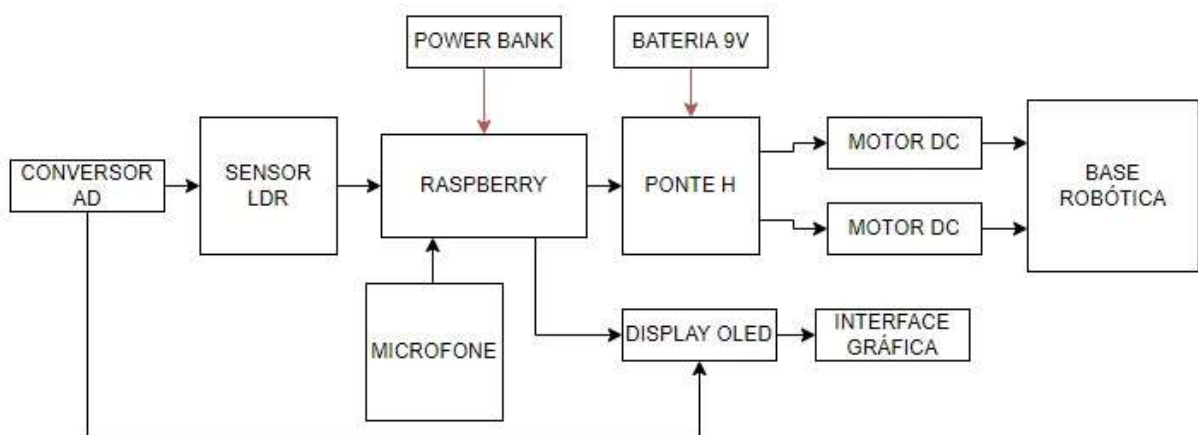 POWER BANK
BATERIA 9V
CONVERSOR
AD
SENSOR
LDR
RASPBERRY
PONTE H
MOTOR DC
MOTOR DC
BASE
ROBÓTICA
MICROFONE
DISPLAY OLED
INTERFACE
GRÁFICA